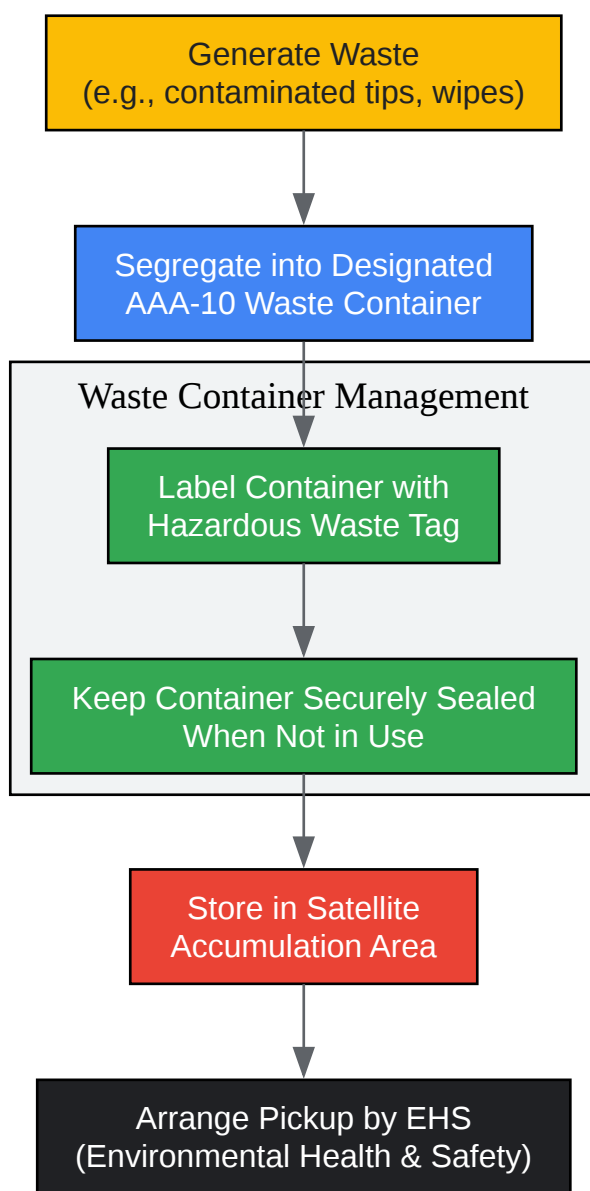 Generate Waste
(e.g., contaminated tips, wipes)
Segregate into Designated
AAA-10 Waste Container
Waste Container Management
Label Container with
Hazardous Waste Tag
Keep Container Securely Sealed
When Not in Use
Store in Satellite
Accumulation Area
Arrange Pickup by EHS
(Environmental Health & Safety)